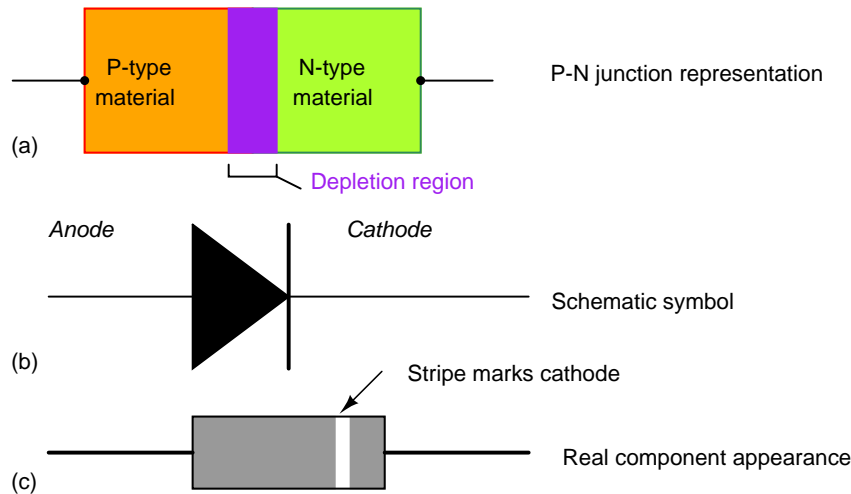 P-type
material
N-type
material
P-N junction representation
(a)
Depletion region
Anode
Cathode
Schematic symbol
(b)
Stripe marks cathode
Real component appearance
(c)